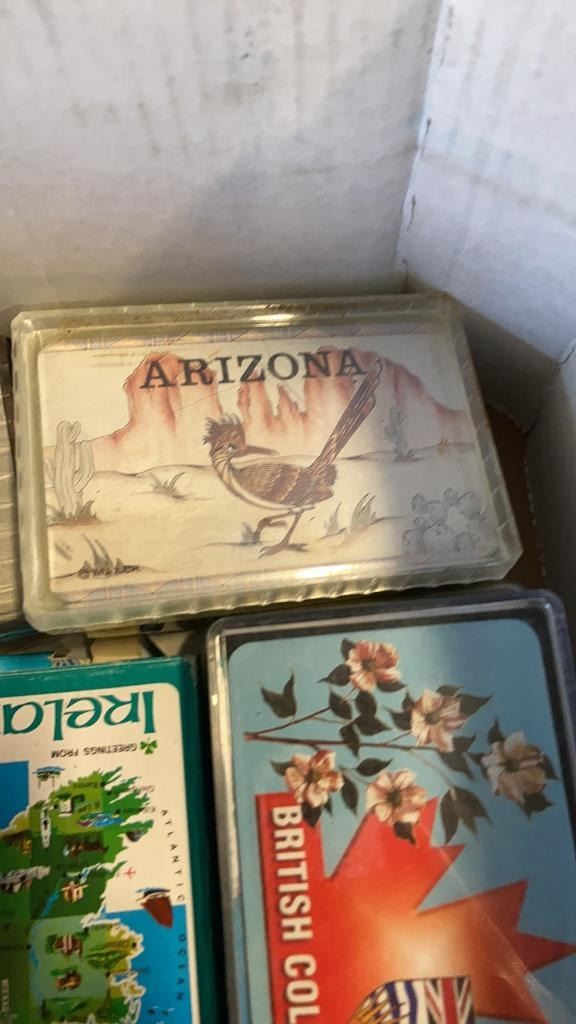 ARIZONA
Irela
GREETINGS FROM
ATLANTIC
OCEAN
BRITISH COL